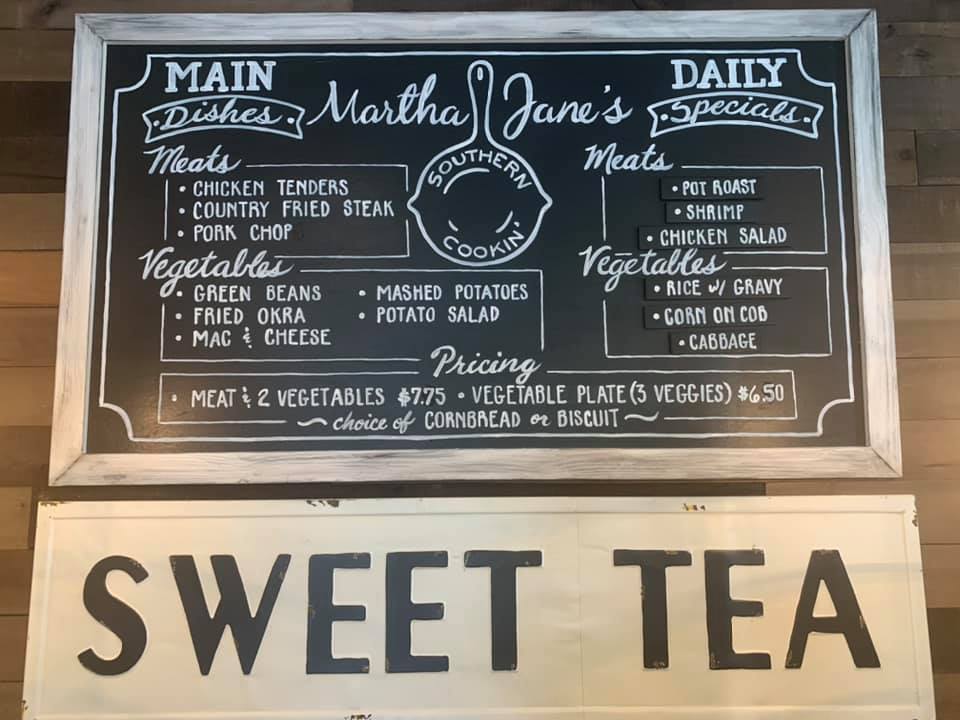 MAIN
Dishes
Martha Jane's
SOUTHERN
COOKIN'
DAILY
Specials
Meats
• CHICKEN TENDERS
• COUNTRY FRIED STEAK
• PORK CHOP
Vegetables
• GREEN BEANS
• FRIED OKRA
• MAC & CHEESE
• MASHED POTATOES
• POTATO SALAD
Meats
• POT ROAST
• SHRIMP
• CHICKEN SALAD
Vegetables
• RICE W/ GRAVY
• CORN ON COB
• CABBAGE
Pricing
• MEAT & 2 VEGETABLES $7.75 • VEGETABLE PLATE (3 VEGGIES) $6.50
~ choice of CORNBREAD or BISCUIT ~
SWEET TEA